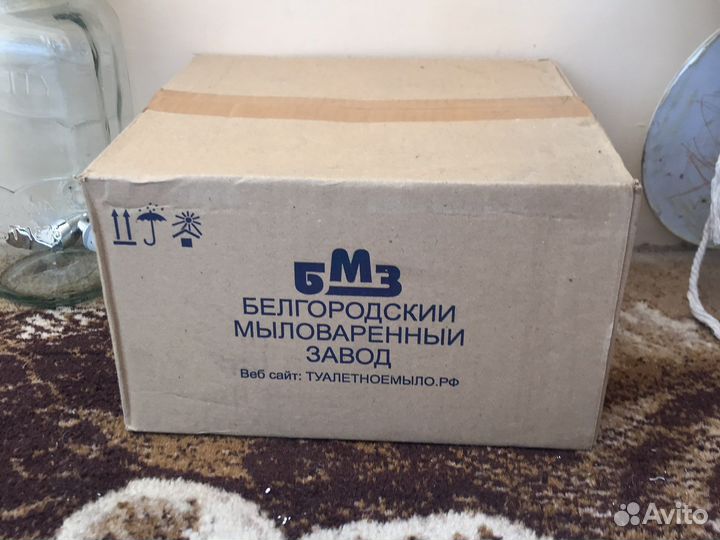 БМЗ
БЕЛГОРОДСКИЙ
МЫЛОВАРЕННЫЙ
ЗАВОД
Веб сайт: ТУАЛЕТНОЕМЫЛО.РФ
Avito